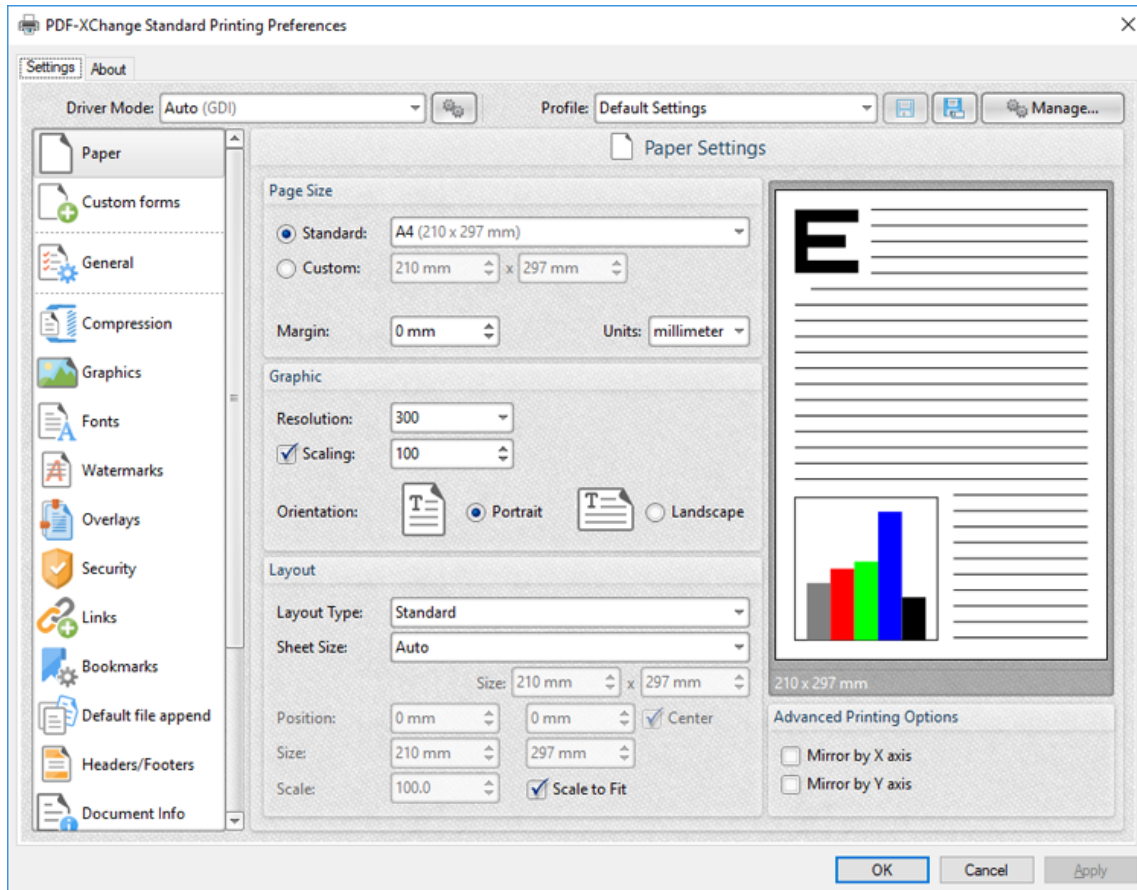 PDF-XChange Standard Printing Preferences
Settings About
Driver Mode: Auto (GDI) Profile: Default Settings Manage...
Paper
Custom forms
General
Compression
Graphics
Fonts
Watermarks
Overlays
Security
Links
Bookmarks
Default file append
Headers/Footers
Document Info
Paper Settings
Page Size
Standard: A4 (210 x 297 mm)
Custom: 210 mm x 297 mm
Margin: 0 mm Units: millimeter
Graphic
Resolution: 300
Scaling: 100
Orientation: T Portrait T Landscape
Layout
Layout Type: Standard
Sheet Size: Auto
Size: 210 mm x 297 mm
Position: 0 mm 0 mm Center
Size: 210 mm 297 mm
Scale: 100.0 Scale to Fit
E
210 x 297 mm
Advanced Printing Options
Mirror by X axis
Mirror by Y axis
OK Cancel Apply